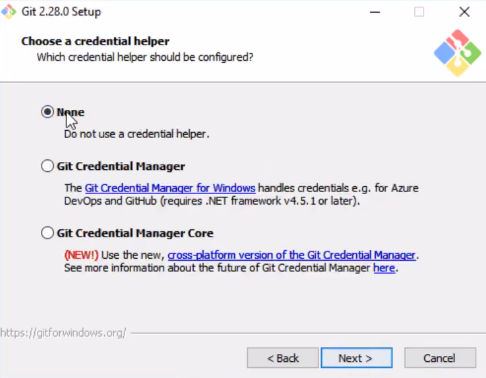 Git 2.28.0 Setup
Choose a credential helper
Which credential helper should be configured?
None
Do not use a credential helper.
Git Credential Manager
The Git Credential Manager for Windows handles credentials e.g. for Azure
DevOps and GitHub (requires .NET framework v4.5.1 or later).
Git Credential Manager Core
(NEW!) Use the new, cross-platform version of the Git Credential Manager.
See more information about the future of Git Credential Manager here.
https://gitforwindows.org/
< Back Next > Cancel